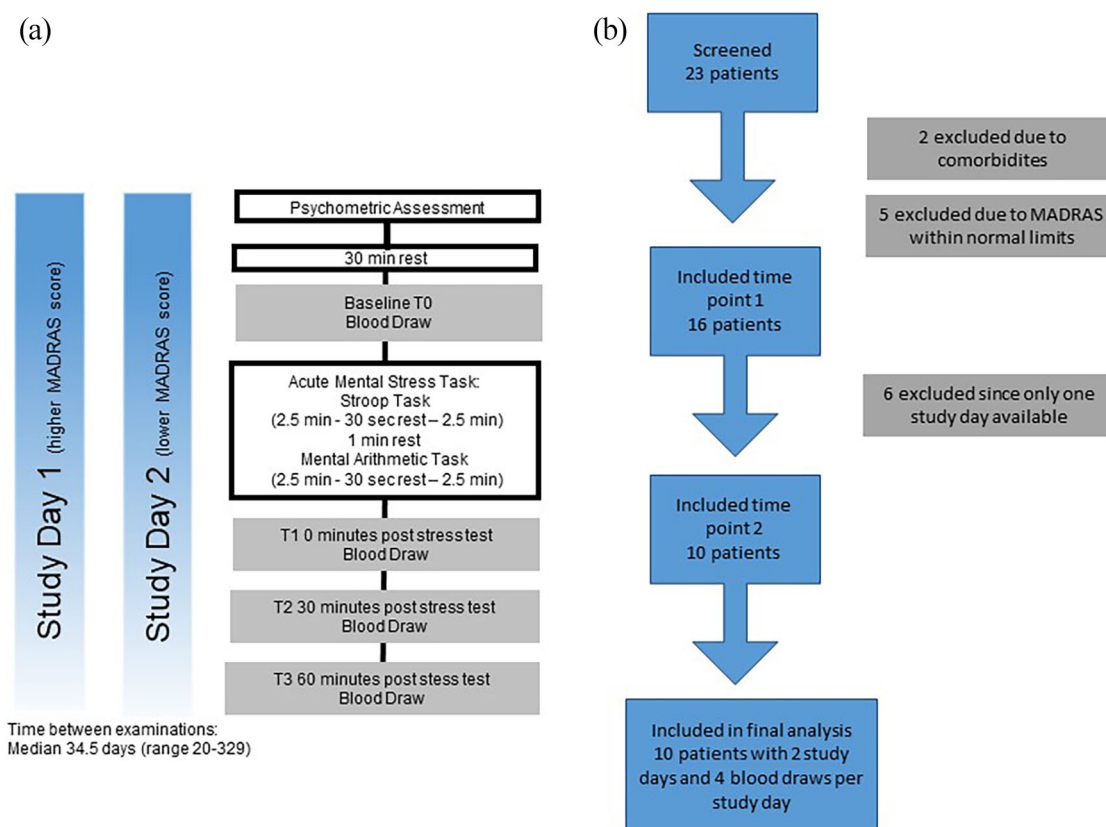 (a)
Study Day 1 (higher MADRAS score)
Study Day 2 (lower MADRAS score)
Psychometric Assessment
30 min rest
Baseline T0
Blood Draw
Acute Mental Stress Task:
Stroop Task
(2.5 min - 30 sec rest – 2.5 min)
1 min rest
Mental Arithmetic Task
(2.5 min - 30 sec rest – 2.5 min)
T1 0 minutes post stress test
Blood Draw
T2 30 minutes post stress test
Blood Draw
T3 60 minutes post stess test
Blood Draw
Time between examinations:
Median 34.5 days (range 20-329)
(b)
Screened
23 patients
2 excluded due to
comorbidites
5 excluded due to MADRAS
within normal limits
Included time
point 1
16 patients
6 excluded since only one
study day available
Included time
point 2
10 patients
Included in final analysis
10 patients with 2 study
days and 4 blood draws per
study day